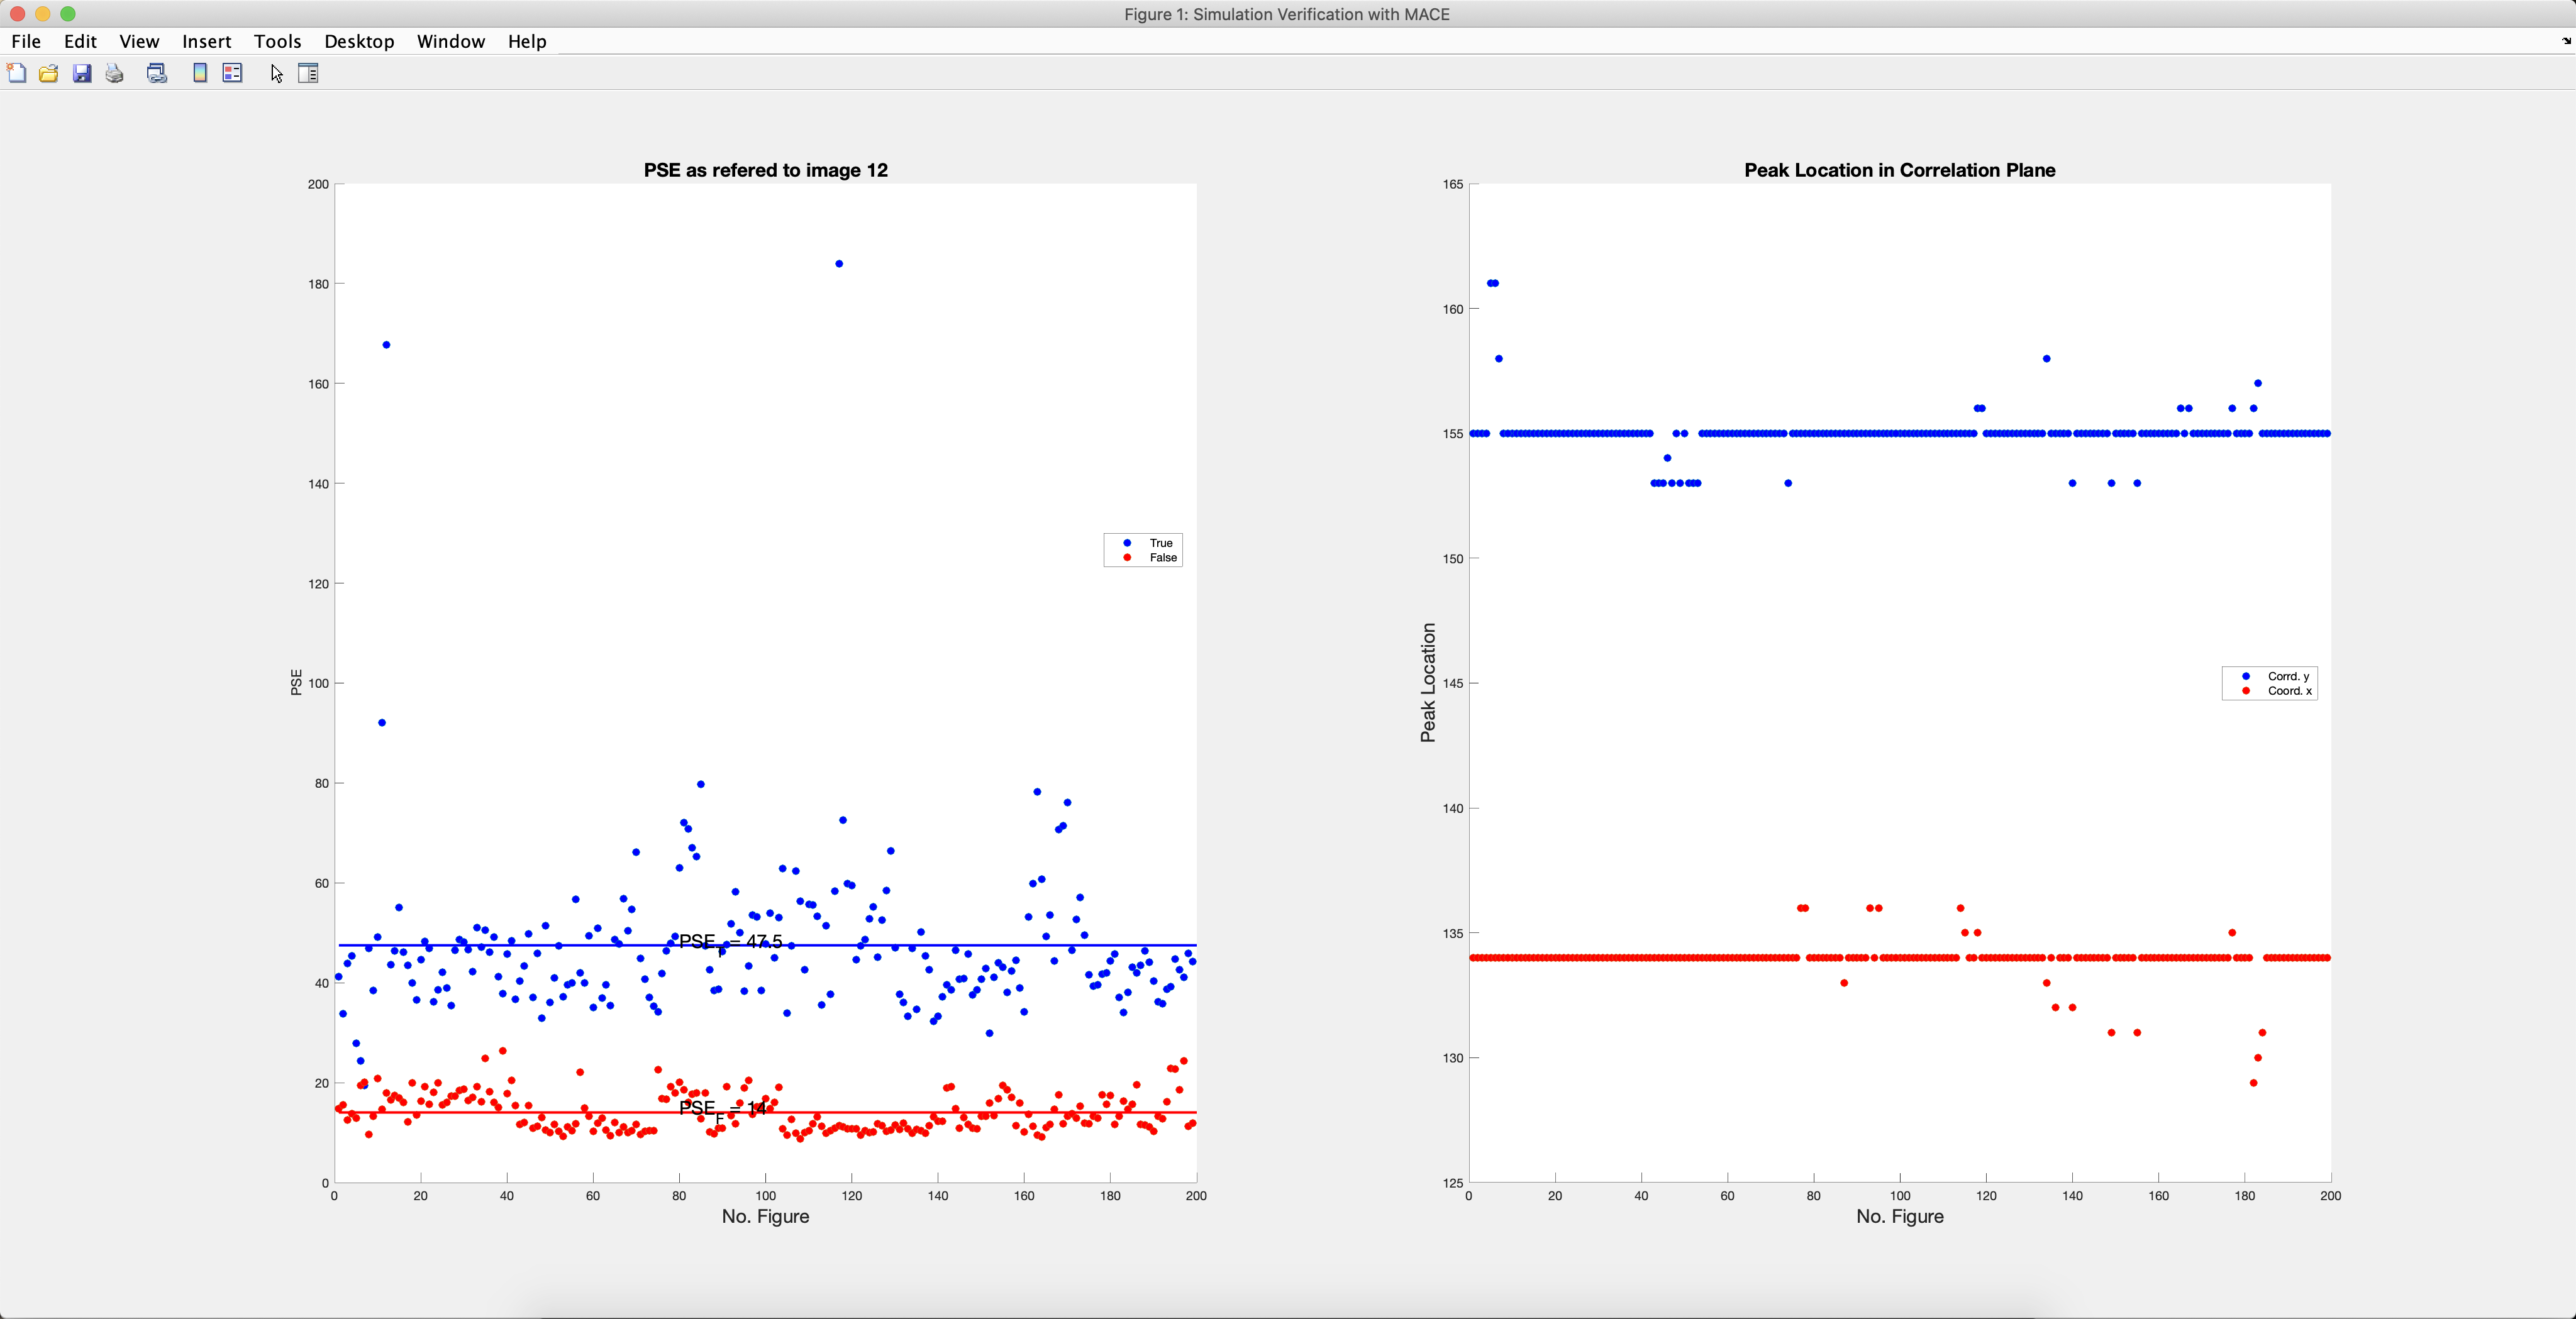 Figure 1: Simulation Verification with MACE
File Edit View Insert Tools Desktop Window Help
PSE as refered to image 12
200
180
160
140
120
100
80
60
40
20
0
PSE
True
False
PSE_T = 47.5
PSE_F = 14
0 20 40 60 80 100 120 140 160 180 200
No. Figure
Peak Location in Correlation Plane
165
160
155
150
145
140
135
130
125
Peak Location
Corrd. y
Coord. x
0 20 40 60 80 100 120 140 160 180 200
No. Figure